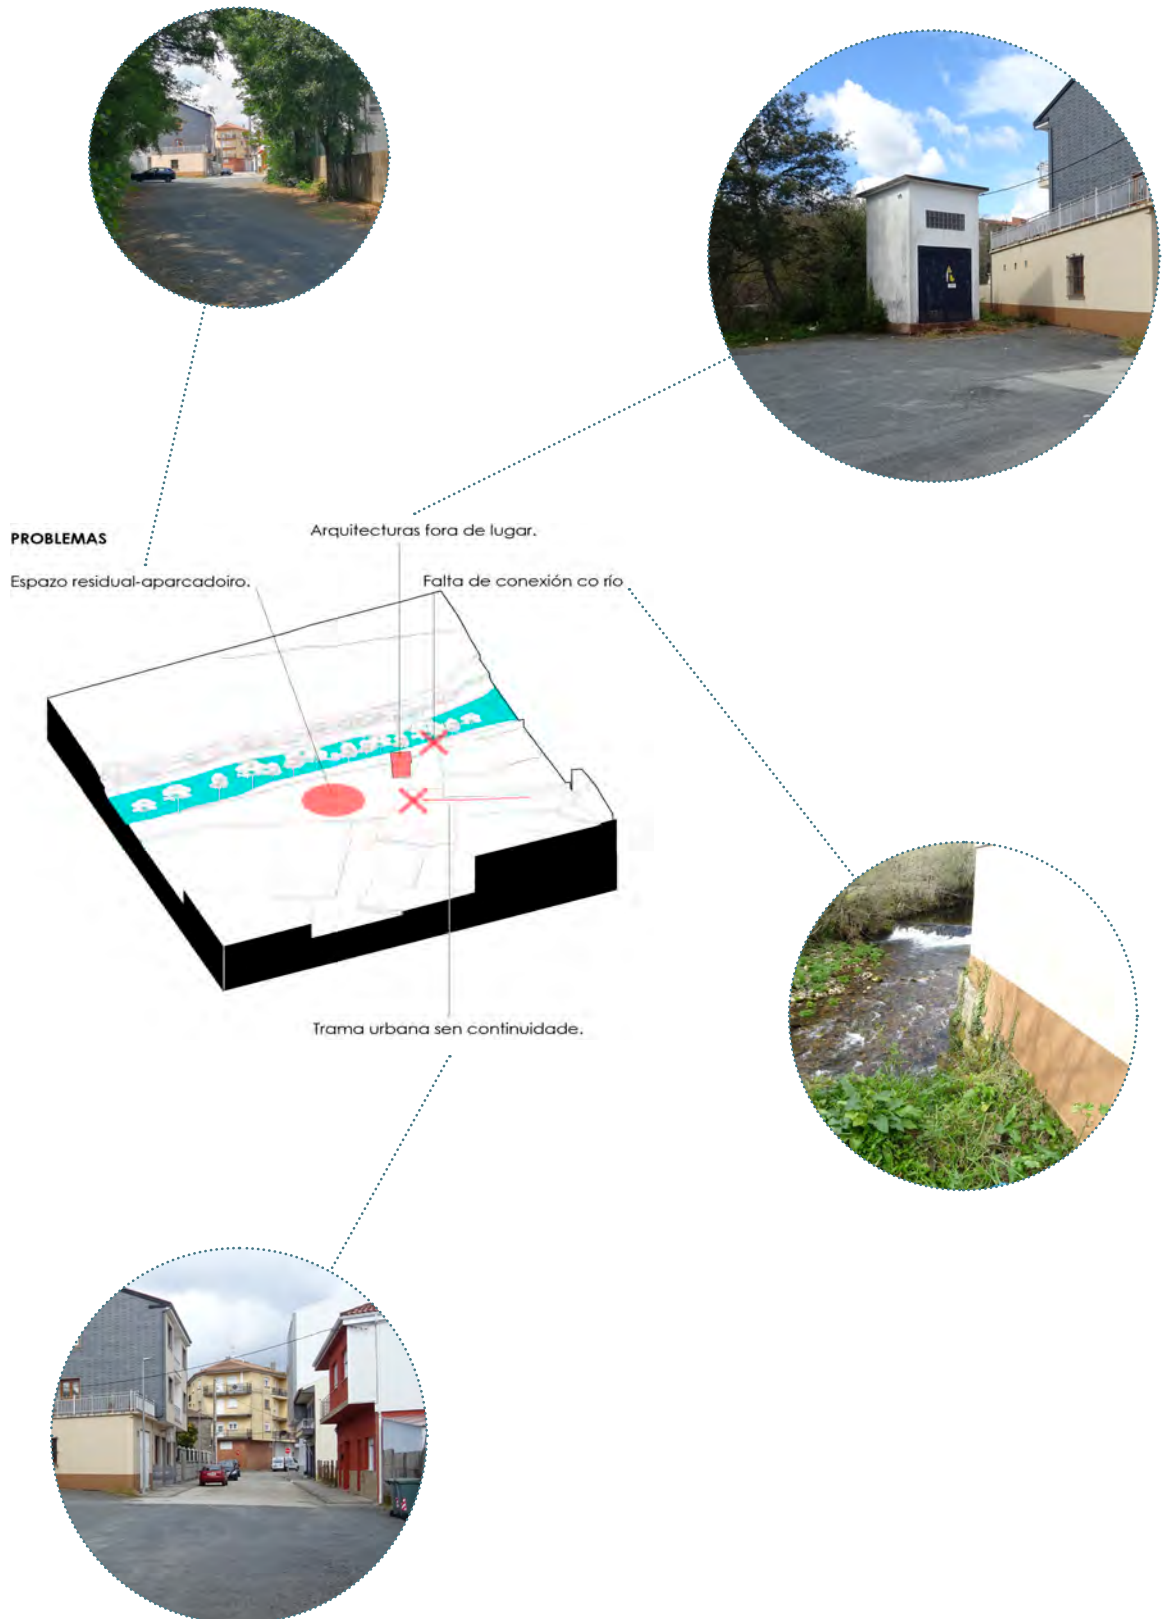 PROBLEMAS
Arquitecturas fora de lugar.
Espazo residual-aparcadoiro.
Falta de conexión co río
Trama urbana sen continuidade.